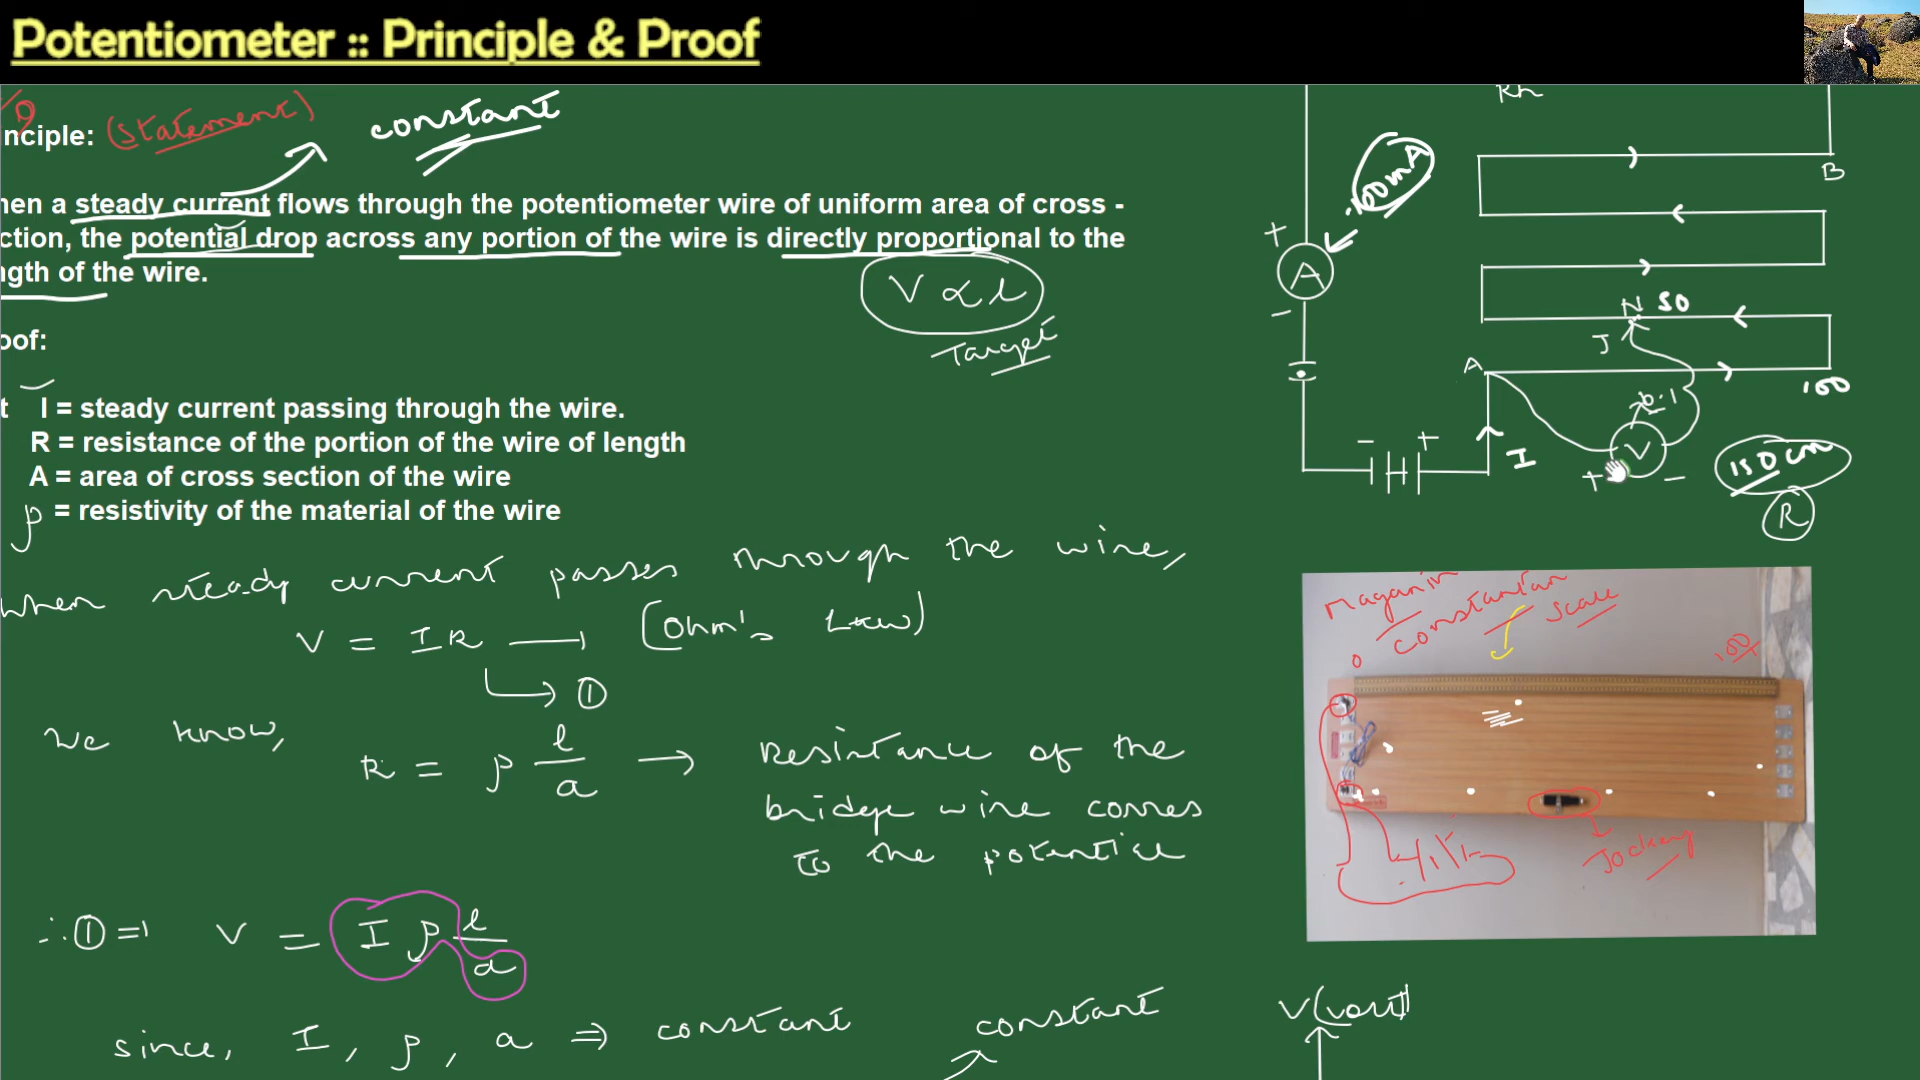 Potentiometer :: Principle & Proof
nciple: (statement) constant
hen a steady current flows through the potentiometer wire of uniform area of cross -
ction, the potential drop across any portion of the wire is directly proportional to the
ngth of the wire.
V ∝ l
Target
oof:
t I = steady current passing through the wire.
R = resistance of the portion of the wire of length
A = area of cross section of the wire
ρ = resistivity of the material of the wire
when steady current passes through the wire,
V = IR → (Ohm's Law)
→ ①
we know,
R = ρ l/a → Resistance of the
bridge wire corres
to the potential
∴ ① ⇒ V = I ρ l/a
since, I, ρ, a ⇒ constant
constant
Rh
B
100mA
+
A
-
N 50
J
A
100
0.1
- +
I
V
+ -
150 cm
R
Maganin
constantan
scale
0
100
Jockey
V(volt)